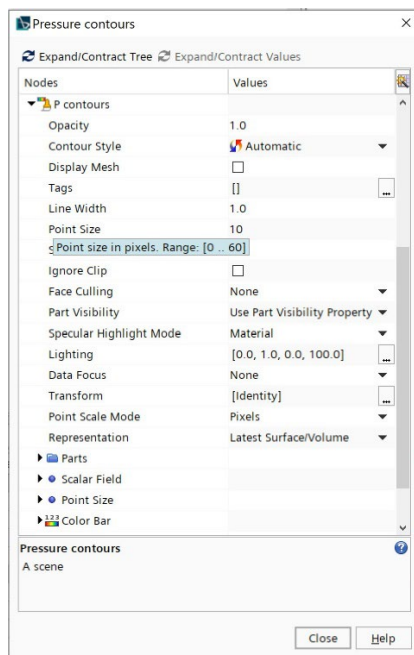 Pressure contours
Expand/Contract Tree Expand/Contract Values
Nodes Values
P contours
Opacity 1.0
Contour Style Automatic
Display Mesh
Tags []
Line Width 1.0
Point Size 10
Point size in pixels. Range: [0 .. 60]
Ignore Clip
Face Culling None
Part Visibility Use Part Visibility Property
Specular Highlight Mode Material
Lighting [0.0, 1.0, 0.0, 100.0]
Data Focus None
Transform [Identity]
Point Scale Mode Pixels
Representation Latest Surface/Volume
Parts
Scalar Field
Point Size
123 Color Bar
Pressure contours
A scene
Close Help